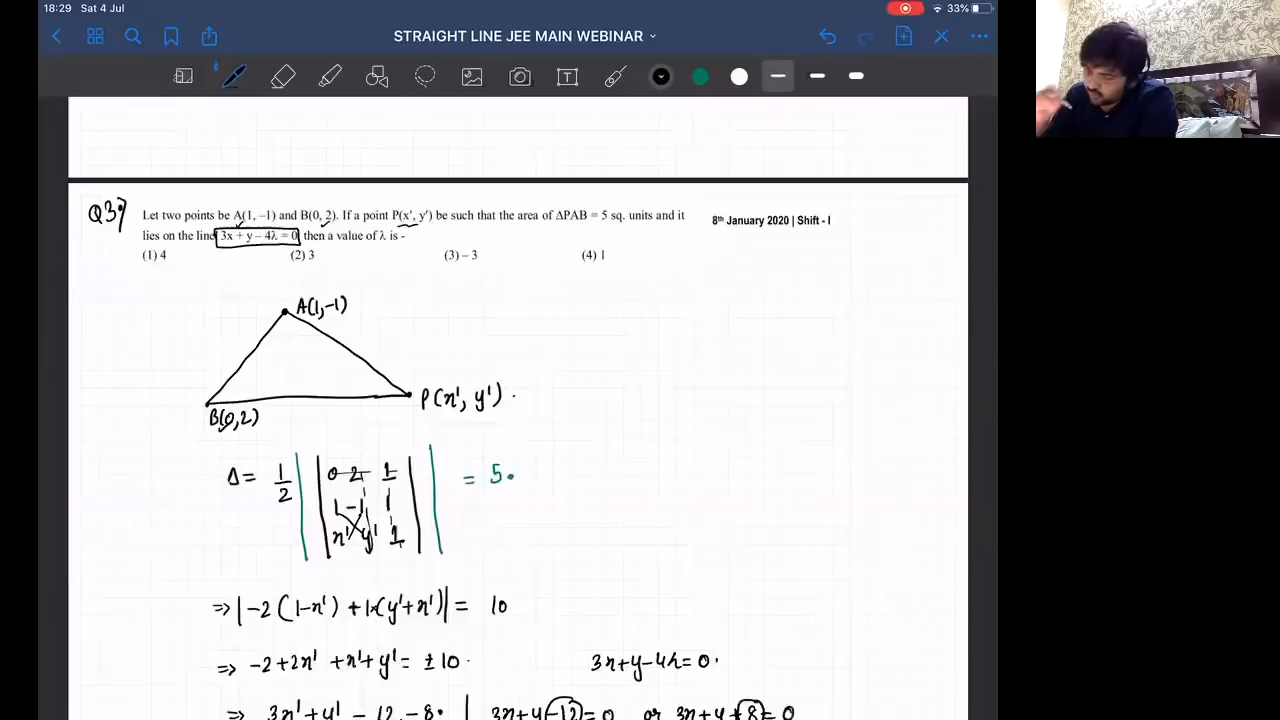 18:29 Sat 4 Jul
33%
STRAIGHT LINE JEE MAIN WEBINAR
T
Q37
Let two points be A(1, –1) and B(0, 2). If a point P(x', y') be such that the area of ΔPAB = 5 sq. units and it
8th January 2020 | Shift - I
lies on the line 3x + y – 4λ = 0, then a value of λ is -
(1) 4 (2) 3 (3) – 3 (4) 1
A(1,-1)
P(x', y').
B(0,2)
Δ = 1/2 | | 0 2 1 | | = 5.
1 -1 1
x' y' 1
⇒ |-2(1-x') + 1×(y'+x')| = 10
⇒ -2+2x' +x'+y' = ±10. 3x+y-4λ=0.
⇒ 3x'+y' = 12, -8. | 3x+y-12=0 or 3x+y+8=0